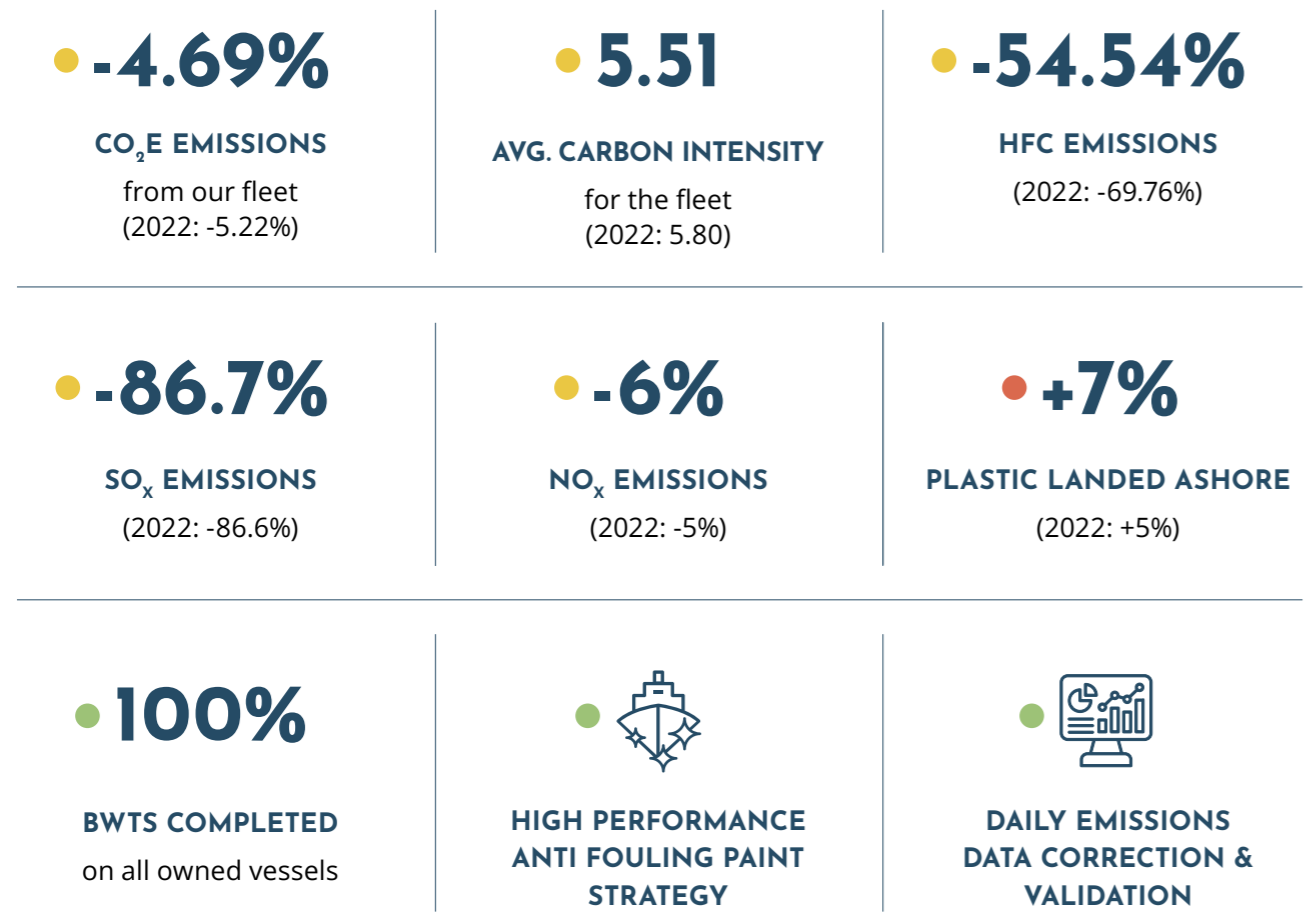 -4.69%
CO₂E EMISSIONS
from our fleet
(2022: -5.22%)
5.51
AVG. CARBON INTENSITY
for the fleet
(2022: 5.80)
-54.54%
HFC EMISSIONS
(2022: -69.76%)
-86.7%
SOₓ EMISSIONS
(2022: -86.6%)
-6%
NOₓ EMISSIONS
(2022: -5%)
+7%
PLASTIC LANDED ASHORE
(2022: +5%)
100%
BWTS COMPLETED
on all owned vessels
HIGH PERFORMANCE
ANTI FOULING PAINT
STRATEGY
DAILY EMISSIONS
DATA CORRECTION &
VALIDATION